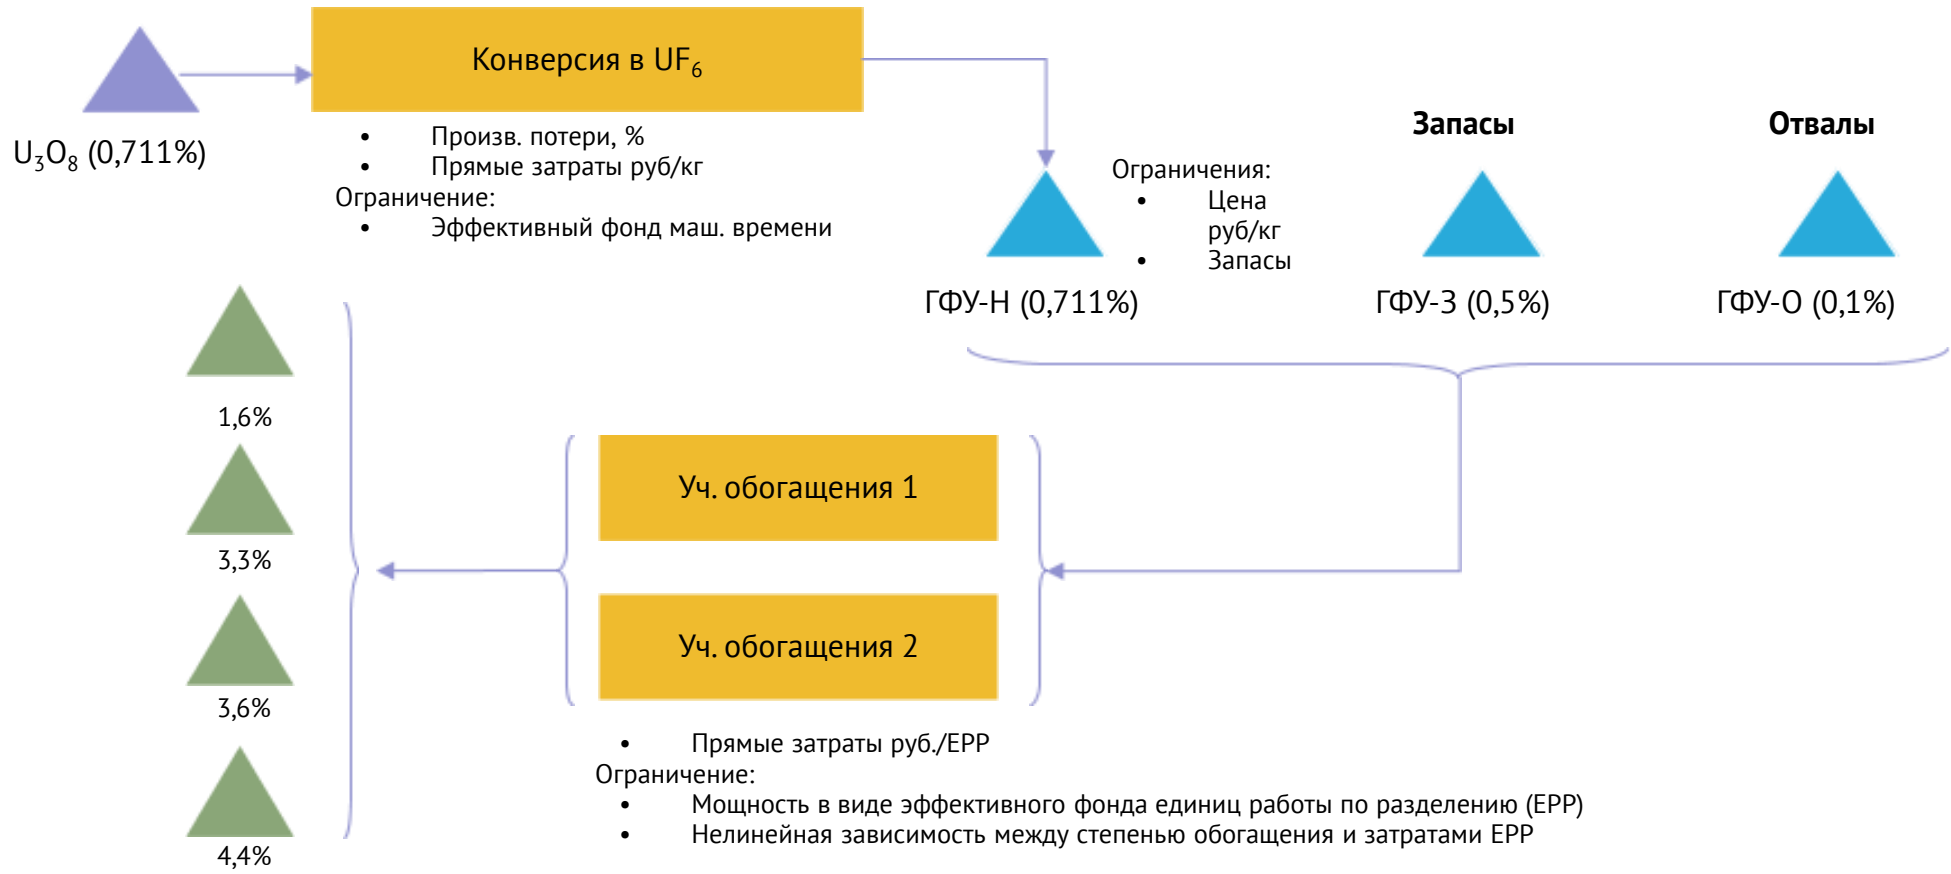 Конверсия в UF₆
U₃O₈ (0,711%)
• Произв. потери, %
• Прямые затраты руб/кг
Ограничение:
• Эффективный фонд маш. времени
Запасы
Отвалы
Ограничения:
• Цена
руб/кг
• Запасы
ГФУ-Н (0,711%)
ГФУ-З (0,5%)
ГФУ-О (0,1%)
1,6%
3,3%
3,6%
4,4%
Уч. обогащения 1
Уч. обогащения 2
• Прямые затраты руб./ЕРР
Ограничение:
• Мощность в виде эффективного фонда единиц работы по разделению (ЕРР)
• Нелинейная зависимость между степенью обогащения и затратами ЕРР